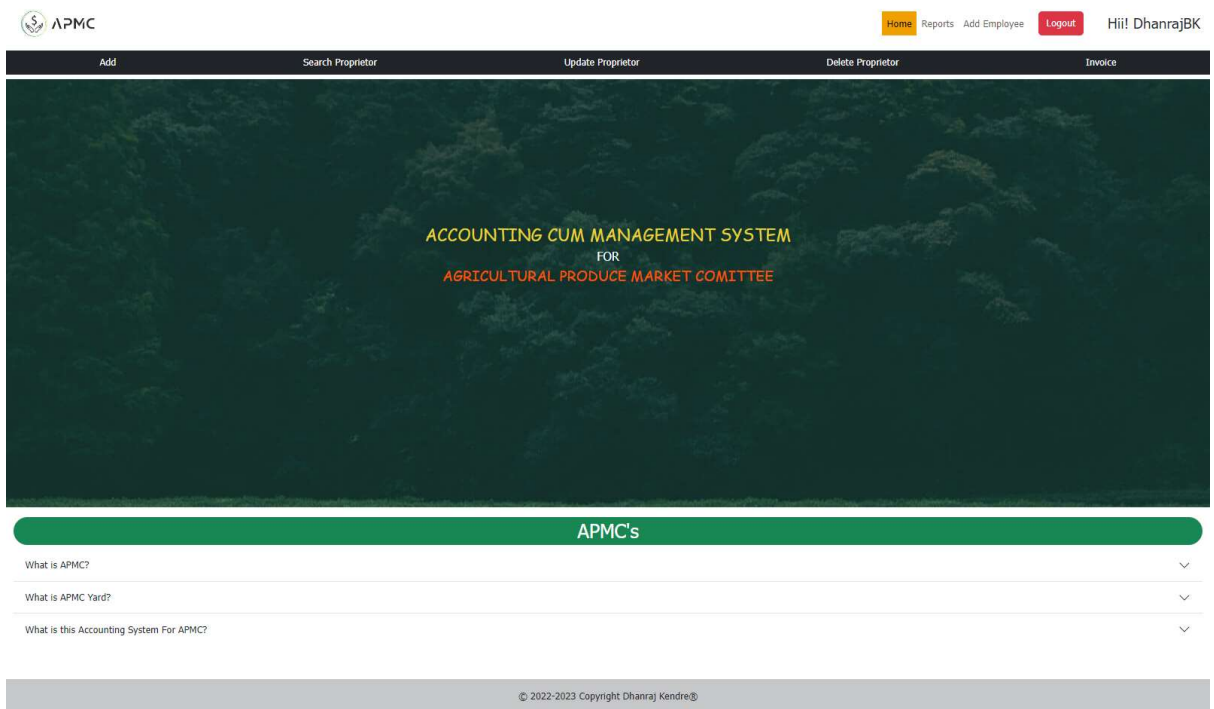 APMC
Home Reports Add Employee Logout Hii! DhanrajBK
Add Search Proprietor Update Proprietor Delete Proprietor Invoice
ACCOUNTING CUM MANAGEMENT SYSTEM
FOR
AGRICULTURAL PRODUCE MARKET COMITTEE
APMC's
What is APMC?
What is APMC Yard?
What is this Accounting System For APMC?
© 2022-2023 Copyright Dhanraj Kendre®